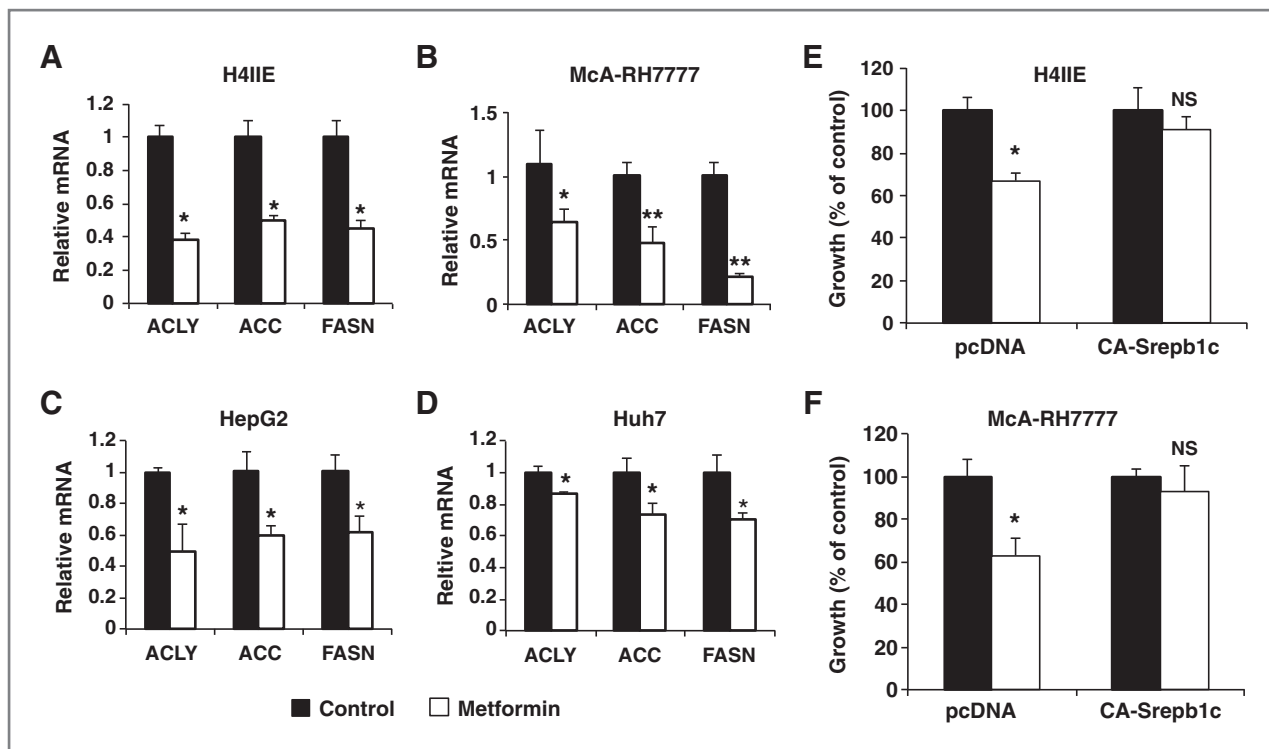 A
H4IIE
Relative mRNA
1.2
1
0.8
0.6
0.4
0.2
0
*
*
*
ACLY
ACC
FASN
B
McA-RH7777
Relative mRNA
1.5
1
0.5
0
*
**
**
ACLY
ACC
FASN
E
H4IIE
Growth (% of control)
120
100
80
60
40
20
0
*
NS
pcDNA
CA-Srepb1c
C
HepG2
Relative mRNA
1.2
1
0.8
0.6
0.4
0.2
0
*
*
*
ACLY
ACC
FASN
D
Huh7
Reltive mRNA
1.2
1
0.8
0.6
0.4
0.2
0
*
*
*
ACLY
ACC
FASN
F
McA-RH7777
Growth (% of control)
120
100
80
60
40
20
0
*
NS
pcDNA
CA-Srepb1c
Control
Metformin